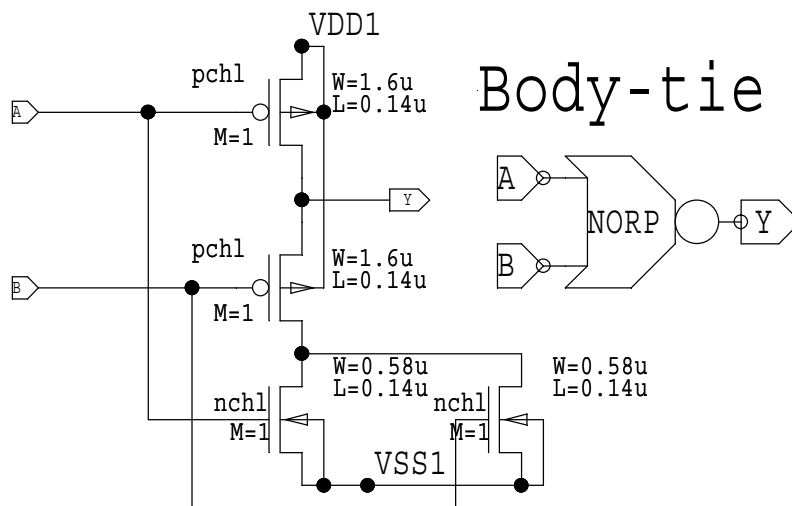 VDD1
pchl
W=1.6u
L=0.14u
M=1
A
Y
pchl
W=1.6u
L=0.14u
M=1
B
W=0.58u
L=0.14u
nchl
M=1
W=0.58u
L=0.14u
nchl
M=1
VSS1
Body-tie
A
B
NORP
Y